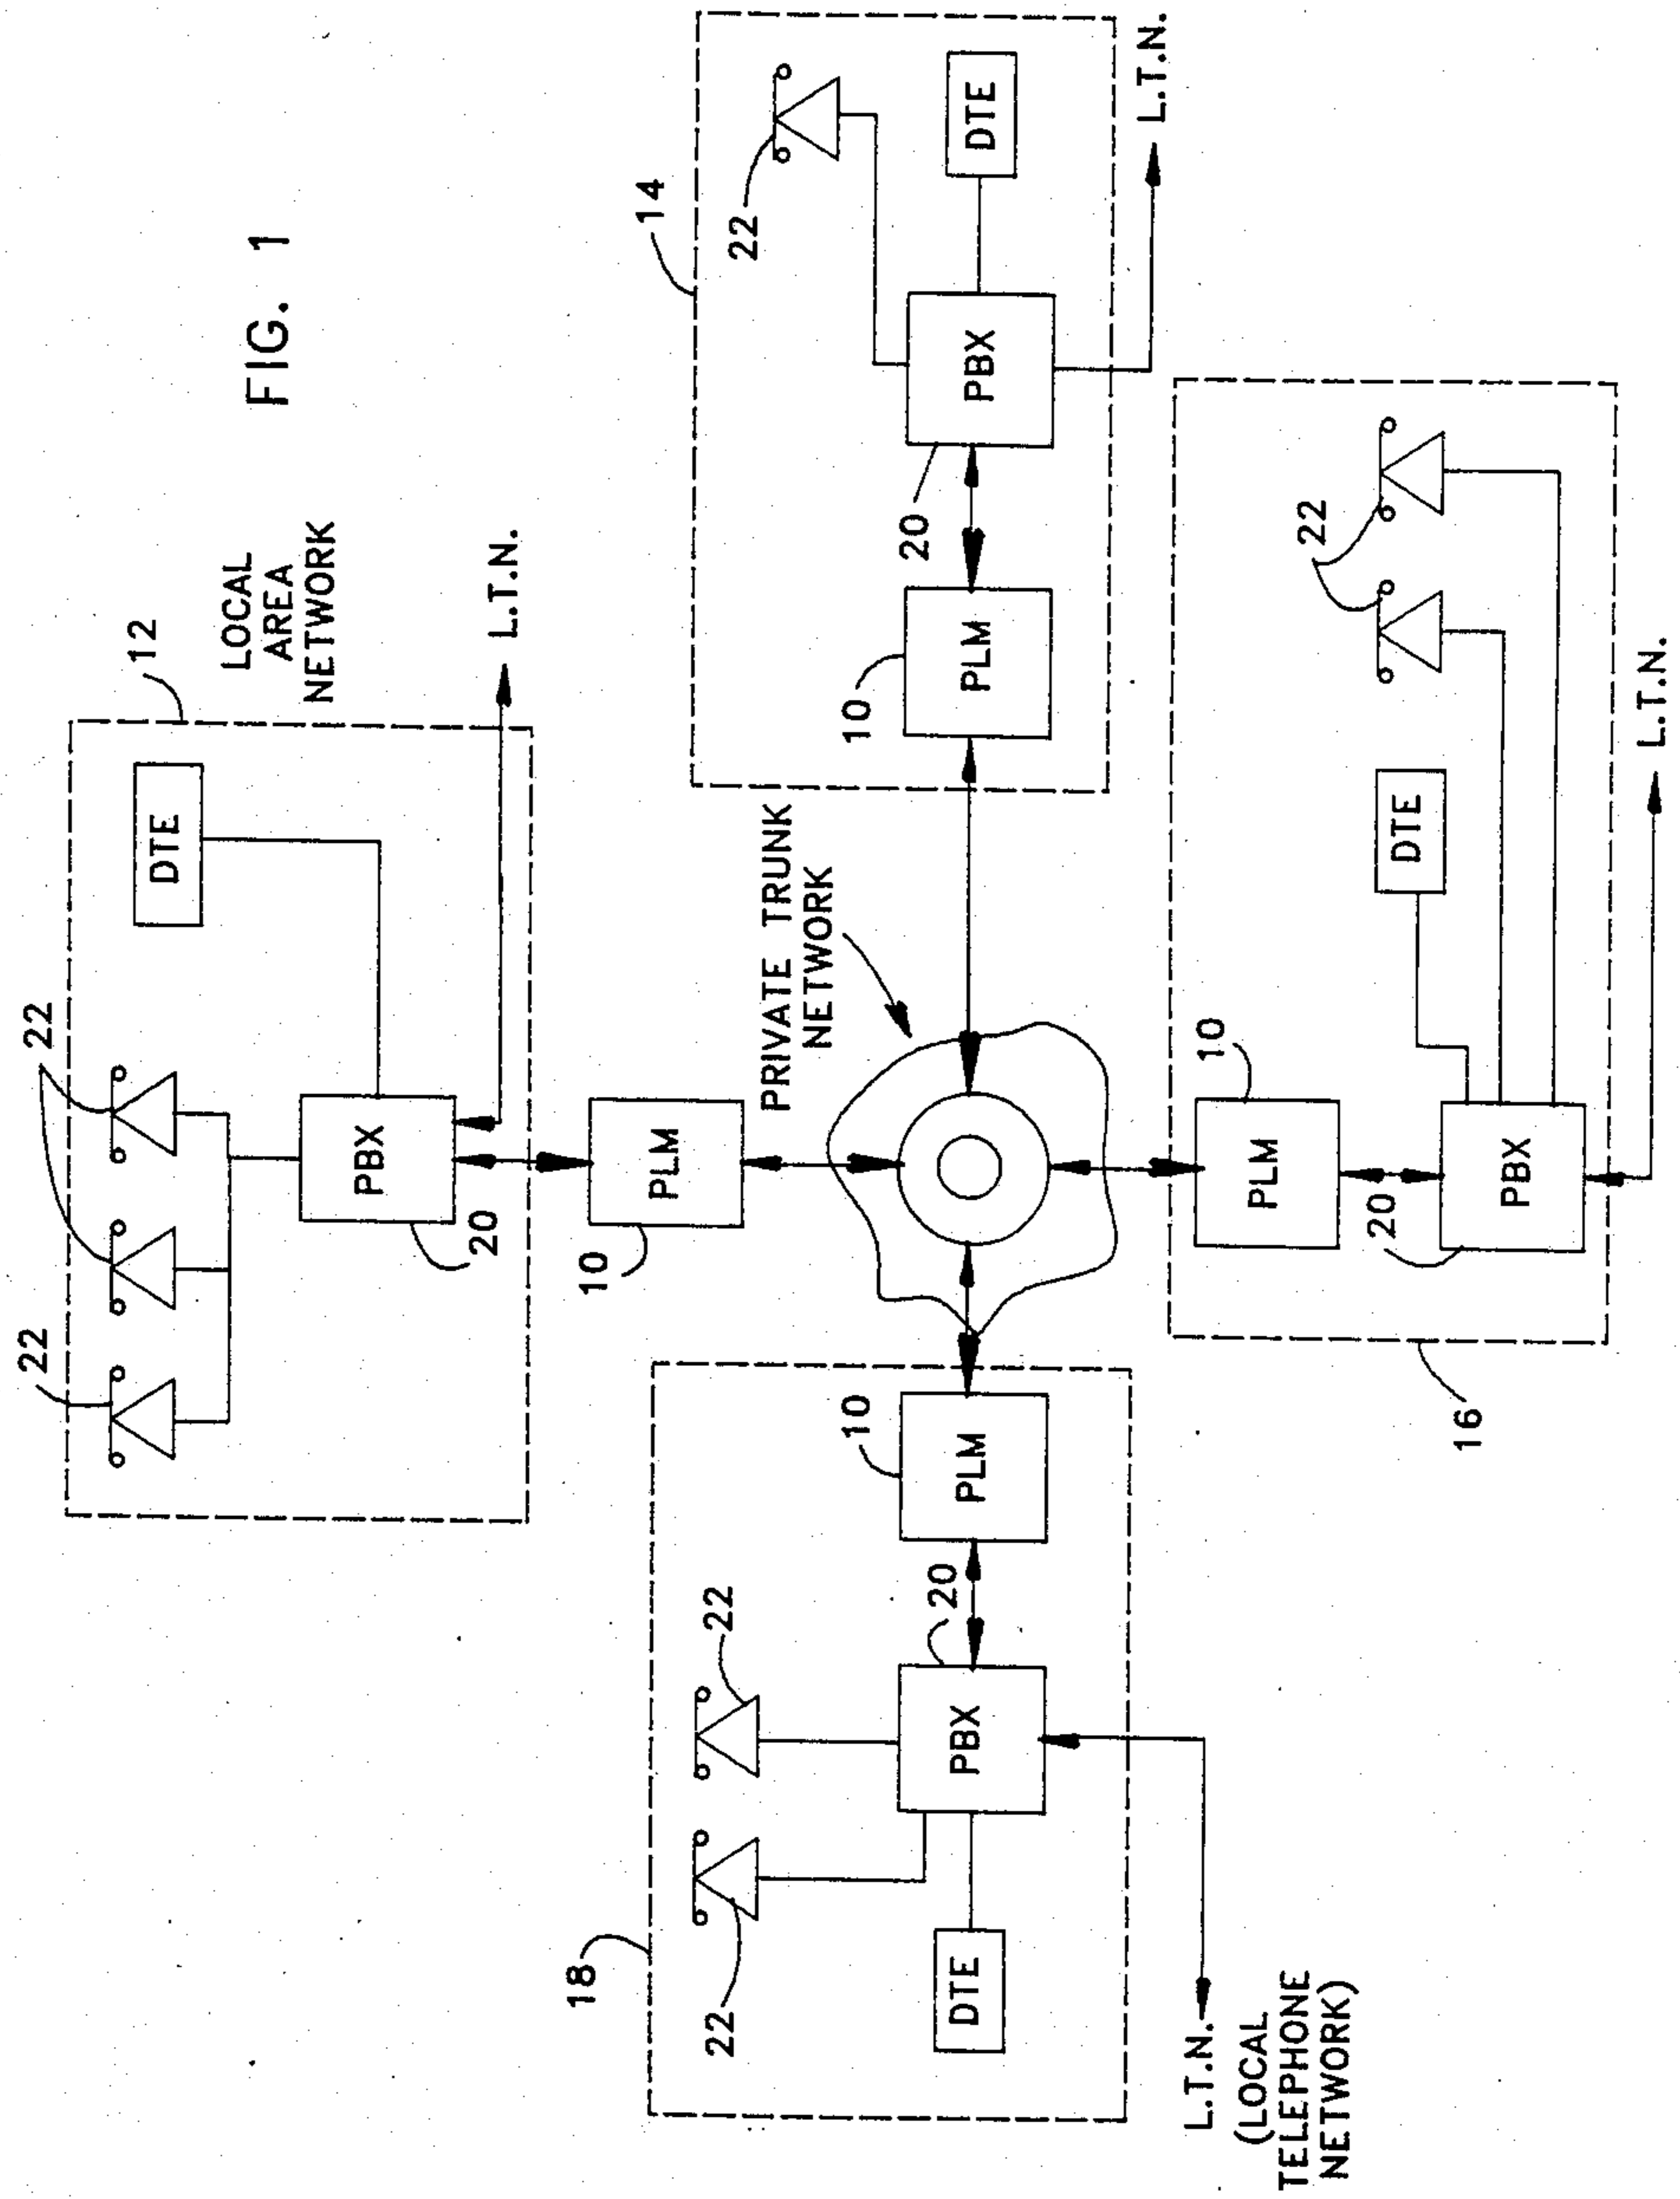 FIG. 1
LOCAL
AREA
NETWORK
12
22
22
DTE
PBX
20
L.T.N.
PLM
10
PRIVATE TRUNK
NETWORK
14
22
DTE
PBX
20
PLM
10
L.T.N.
18
22
22
DTE
PBX
20
PLM
10
L.T.N.
(LOCAL
TELEPHONE
NETWORK)
16
PLM
10
20
PBX
DTE
22
L.T.N.